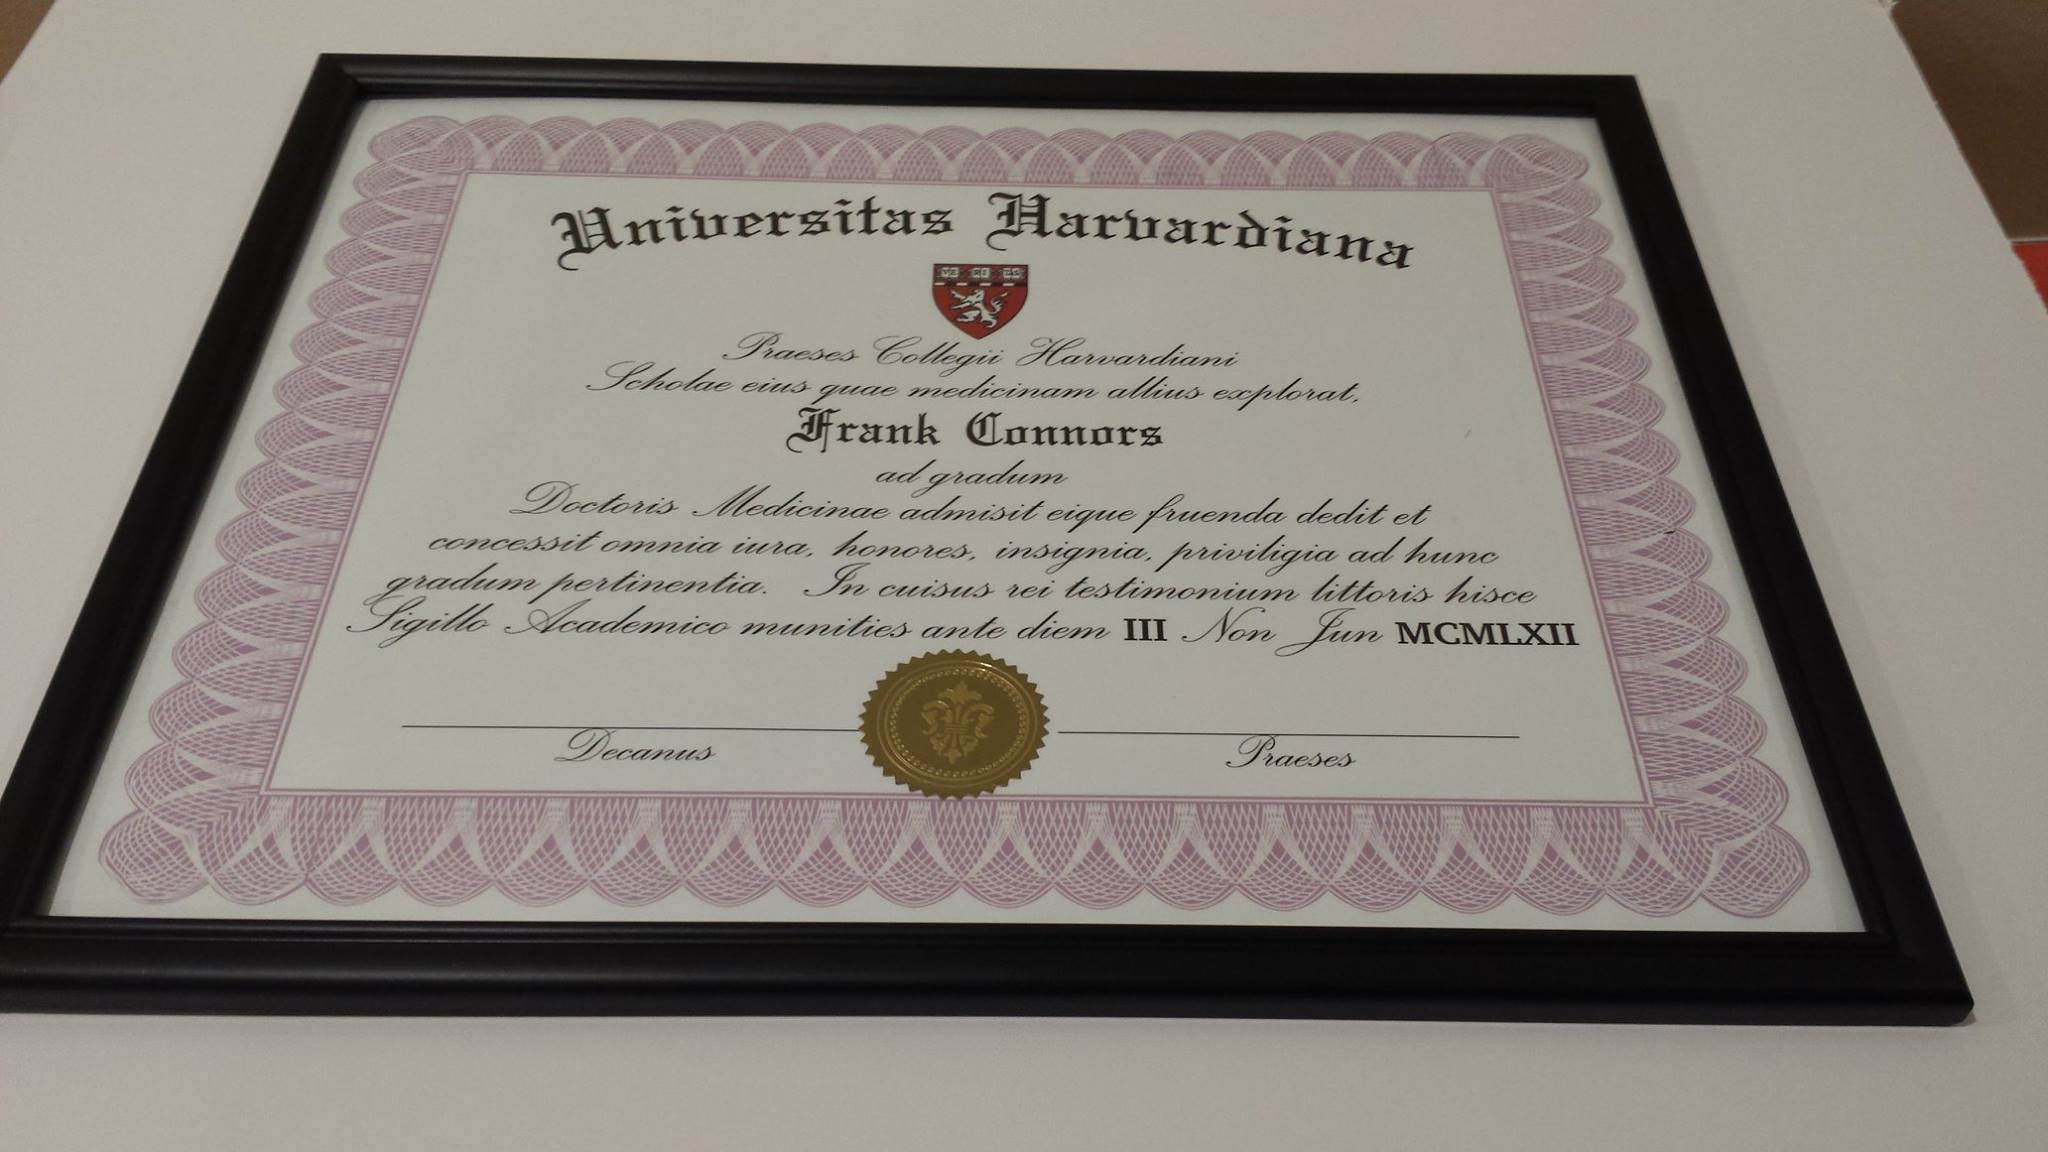 Universitas Harvardiana
VE RI TAS
Praeses Collegii Harvardiani
Scholae eius quae medicinam altius explorat,
Frank Connors
ad gradum
Doctoris Medicinae admisit eique fruenda dedit et
concessit omnia iura, honores, insignia, priviligia ad hunc
gradum pertinentia. In cuisus rei testimonium littoris hisce
Sigillo Academico munities ante diem III Non Jun MCMLXII
Decanus
Praeses